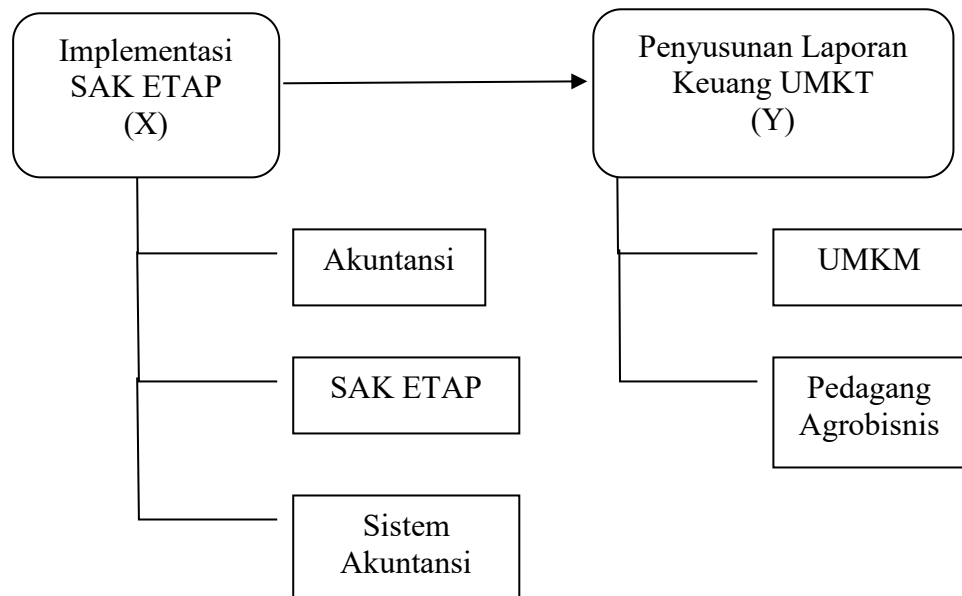 Implementasi
SAK ETAP
(X)
Penyusunan Laporan
Keuang UMKT
(Y)
Akuntansi
UMKM
SAK ETAP
Pedagang
Agrobisnis
Sistem
Akuntansi